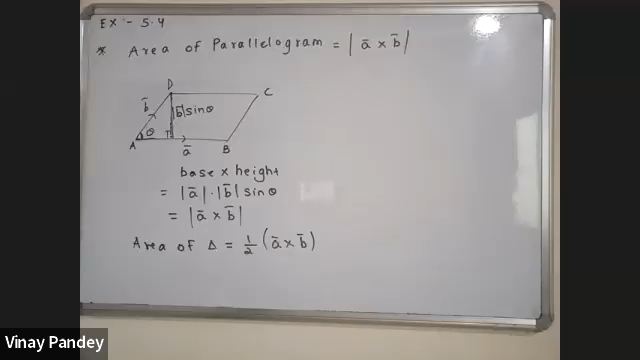 EX :- 5.4
* Area of Parallelogram = | a̅ x b̅ |
D
C
b̅
|b̅|sinθ
θ
A
a̅
B
base x height
= |a̅| · |b̅| sinθ
= | a̅ x b̅ |
Area of Δ = 1/2 (a̅ x b̅)
Vinay Pandey